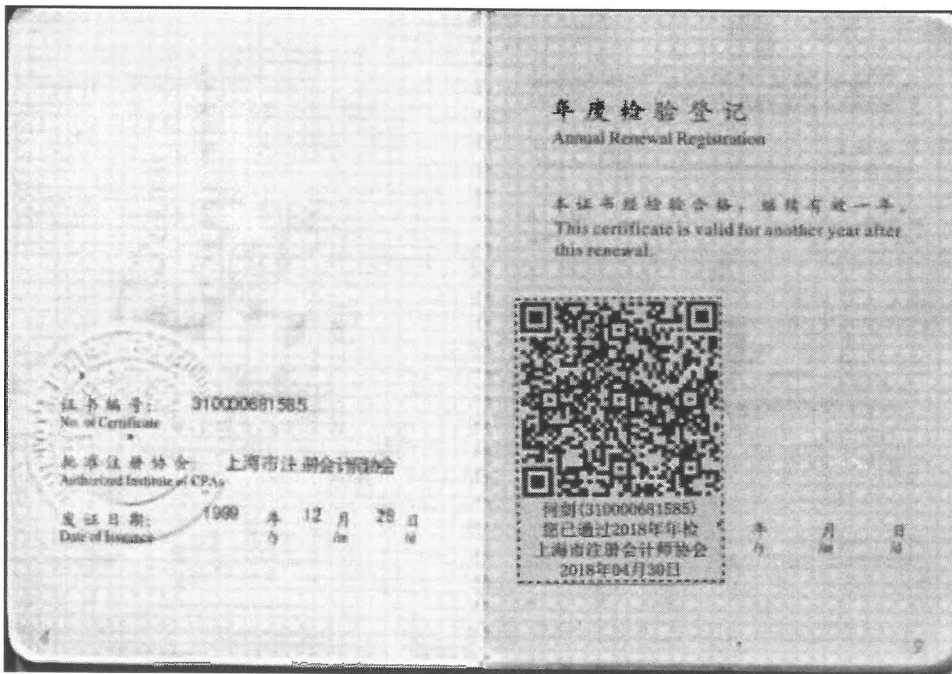 证书编号: 310000681585
No. of Certificate
批准注册协会: 上海市注册会计师协会
Authorized Institute of CPAs
发证日期: 1999 年 12 月 28 日
Date of Issuance /y /m /d
年度检验登记
Annual Renewal Registration
本证书经检验合格，继续有效一年。
This certificate is valid for another year after
this renewal.
何剑(310000681585)
您已通过2018年年检
上海市注册会计师协会
2018年04月30日
年 月 日
/y /m /d